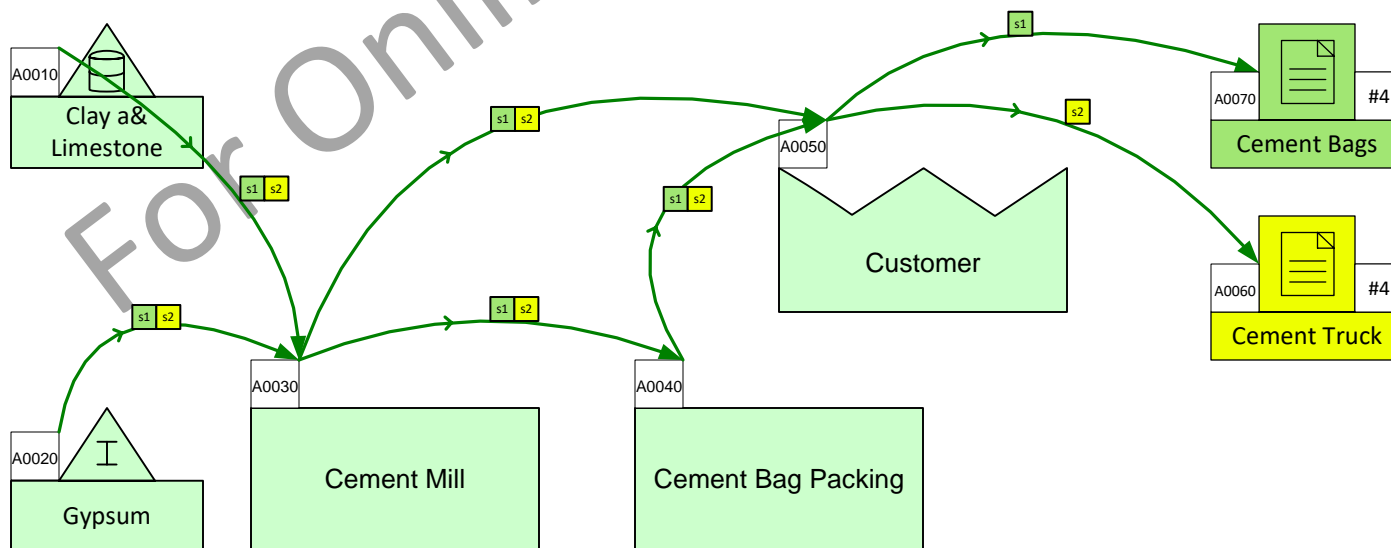 For Onli
s1
A0010
Clay a&
Limestone
A0070
#4
Cement Bags
s1 s2
s2
A0050
s1 s2
s1 s2
Customer
A0060
#4
Cement Truck
s1 s2
s1 s2
A0030
A0040
A0020
I
Gypsum
Cement Mill
Cement Bag Packing